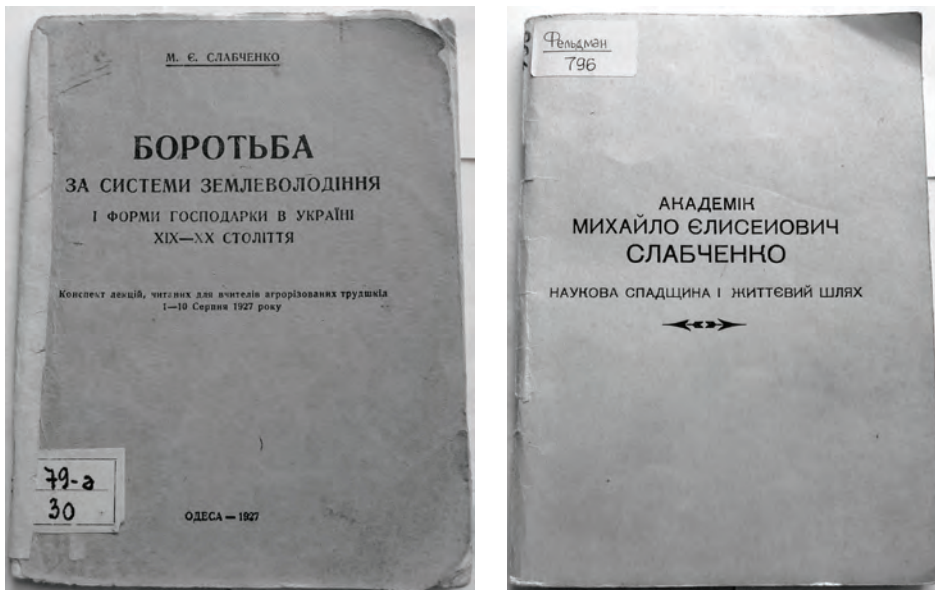 М. Є. СЛАБЧЕНКО
БОРОТЬБА
ЗА СИСТЕМИ ЗЕМЛЕВОЛОДІННЯ
І ФОРМИ ГОСПОДАРКИ В УКРАЇНІ
XIX—XX СТОЛІТТЯ
Конспект лекцій, читаних для вчителів агрорізованих трудшкіл
1—10 Серпня 1927 року
79-а
30
ОДЕСА — 1927
Фельдман
796
АКАДЕМІК
МИХАЙЛО ЄЛИСЕИОВИЧ
СЛАБЧЕНКО
НАУКОВА СПАДЩИНА І ЖИТТЄВИЙ ШЛЯХ